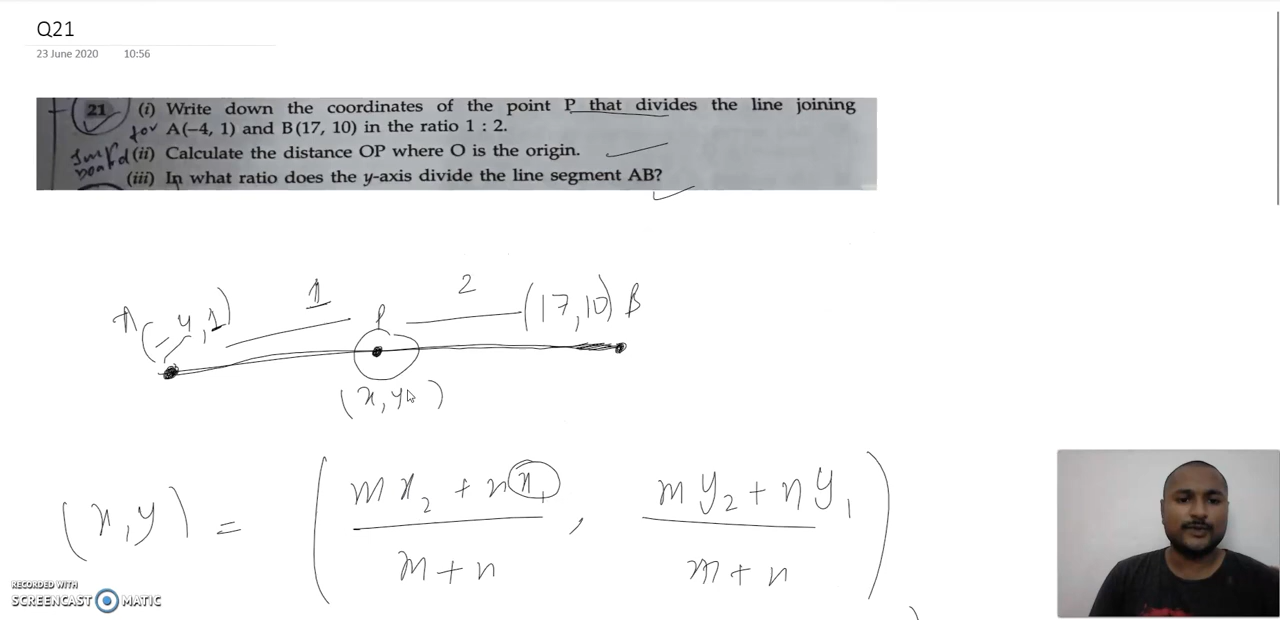 Q21
23 June 2020 10:56
21 (i) Write down the coordinates of the point P that divides the line joining
for A(−4, 1) and B(17, 10) in the ratio 1 : 2.
(ii) Calculate the distance OP where O is the origin.
board (iii) In what ratio does the y-axis divide the line segment AB?
A (-4,1) 1 P 2 (17,10) B
(x,y)
(x,y) = ( mx₂ + nx₁ / m+n , my₂ + ny₁ / m+n )
RECORDED WITH
SCREENCAST MATIC